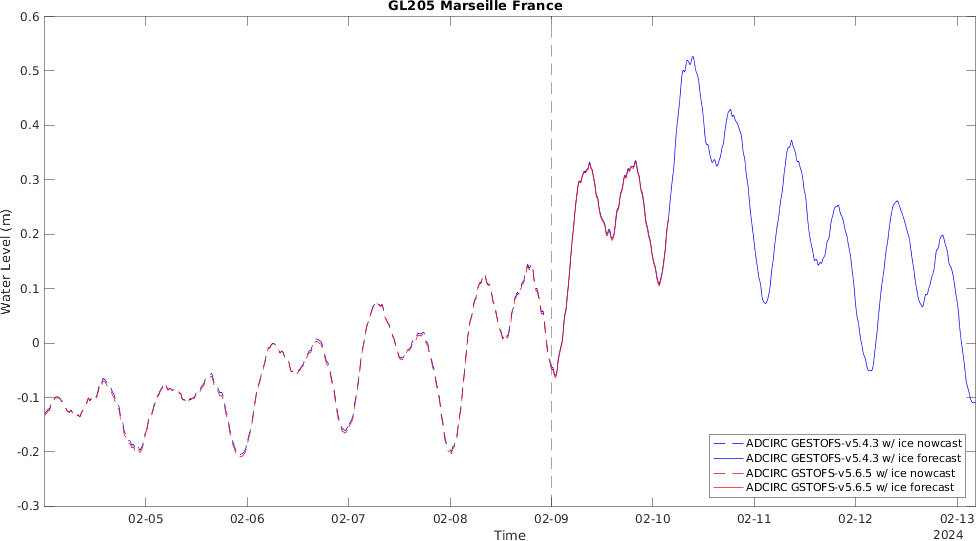 GL205 Marseille France
0.6
0.5
0.4
0.3
0.2
0.1
0
-0.1
-0.2
-0.3
Water Level (m)
02-05
02-06
02-07
02-08
02-09
02-10
02-11
02-12
02-13
Time
2024
ADCIRC GESTOFS-v5.4.3 w/ ice nowcast
ADCIRC GESTOFS-v5.4.3 w/ ice forecast
ADCIRC GSTOFS-v5.6.5 w/ ice nowcast
ADCIRC GSTOFS-v5.6.5 w/ ice forecast